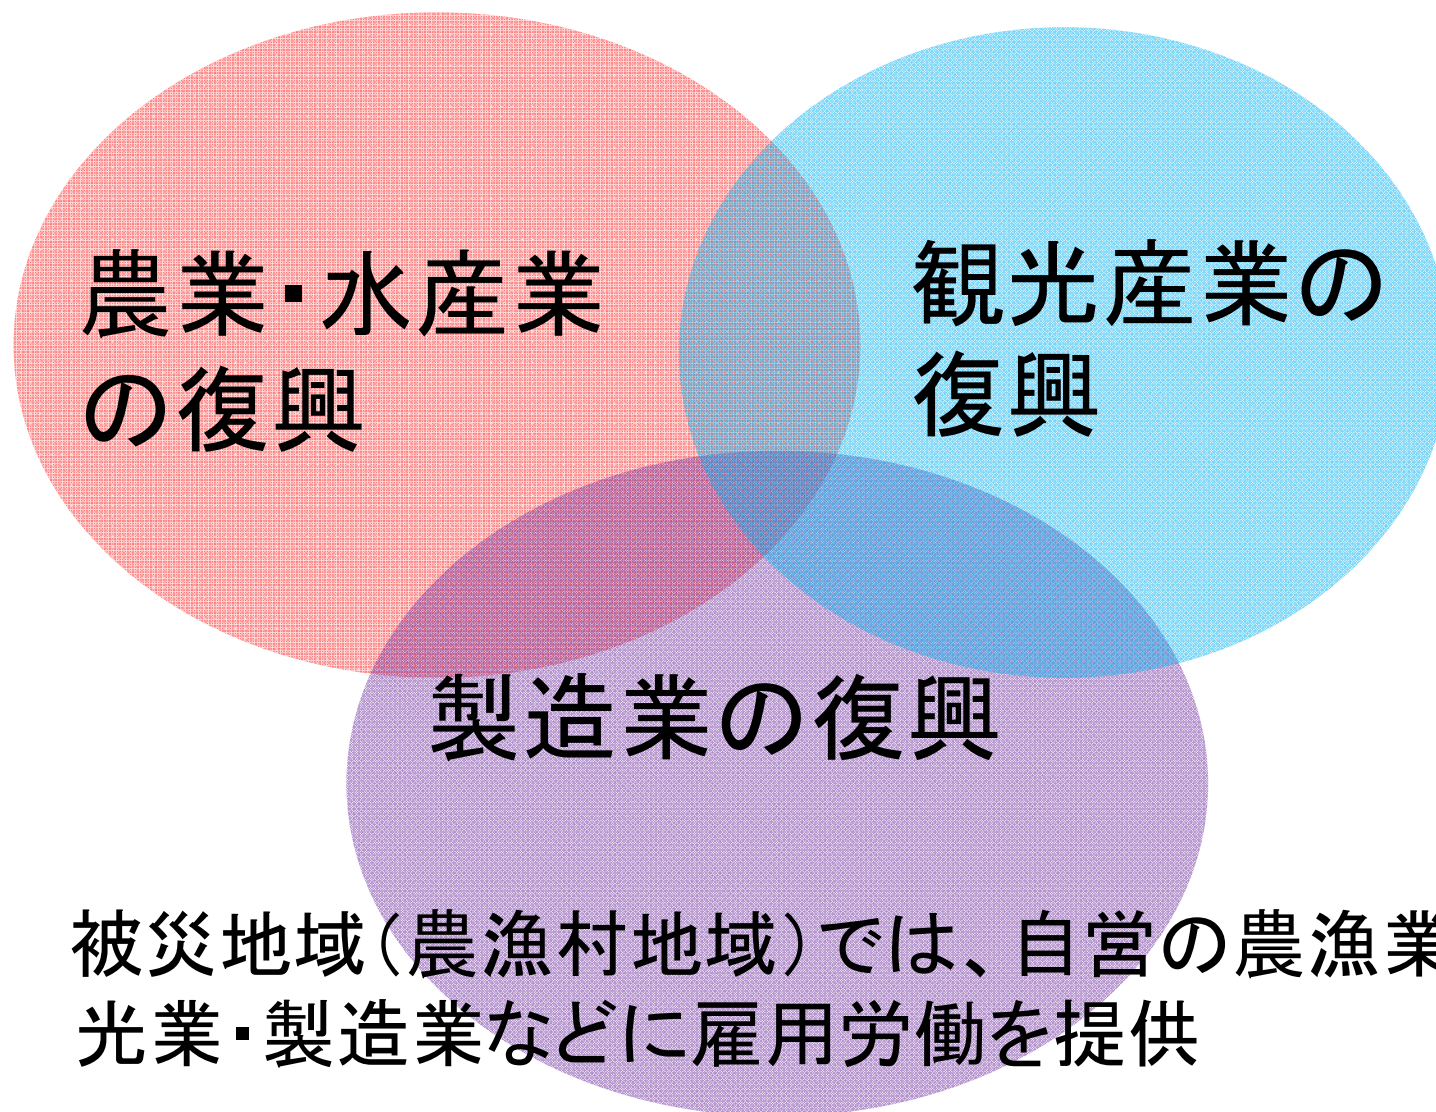 農業・水産業
の復興
観光産業の
復興
製造業の復興
被災地域（農漁村地域）では、自営の農漁業
光業・製造業などに雇用労働を提供